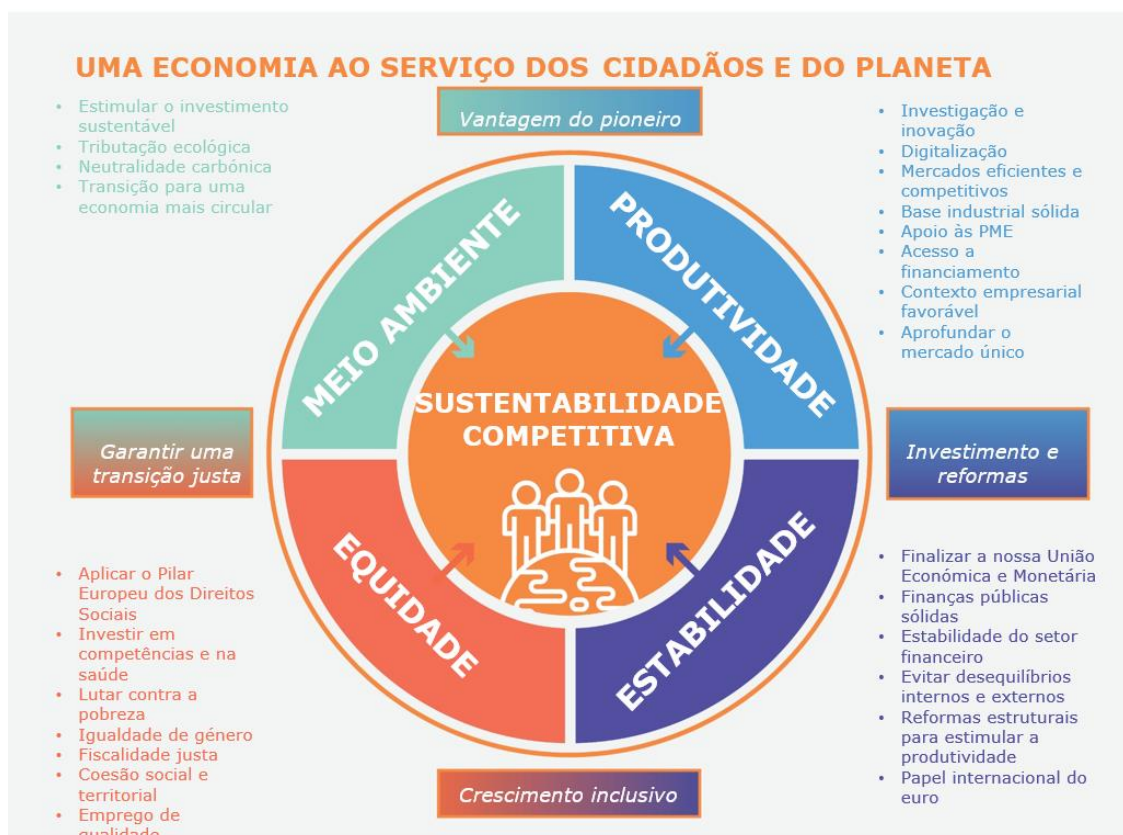 UMA ECONOMIA AO SERVIÇO DOS CIDADÃOS E DO PLANETA
• Estimular o investimento
sustentável
• Tributação ecológica
• Neutralidade carbónica
• Transição para uma
economia mais circular
Vantagem do pioneiro
• Investigação e
inovação
• Digitalização
• Mercados eficientes e
competitivos
• Base industrial sólida
• Apoio às PME
• Acesso a
financiamento
• Contexto empresarial
favorável
• Aprofundar o
mercado único
MEIO AMBIENTE
PRODUTIVIDADE
SUSTENTABILIDADE
COMPETITIVA
Garantir uma
transição justa
Investimento e
reformas
EQUIDADE
ESTABILIDADE
• Aplicar o Pilar
Europeu dos Direitos
Sociais
• Investir em
competências e na
saúde
• Lutar contra a
pobreza
• Igualdade de género
• Fiscalidade justa
• Coesão social e
territorial
• Emprego de
qualidade
Crescimento inclusivo
• Finalizar a nossa União
Económica e Monetária
• Finanças públicas
sólidas
• Estabilidade do setor
financeiro
• Evitar desequilíbrios
internos e externos
• Reformas estruturais
para estimular a
produtividade
• Papel internacional do
euro